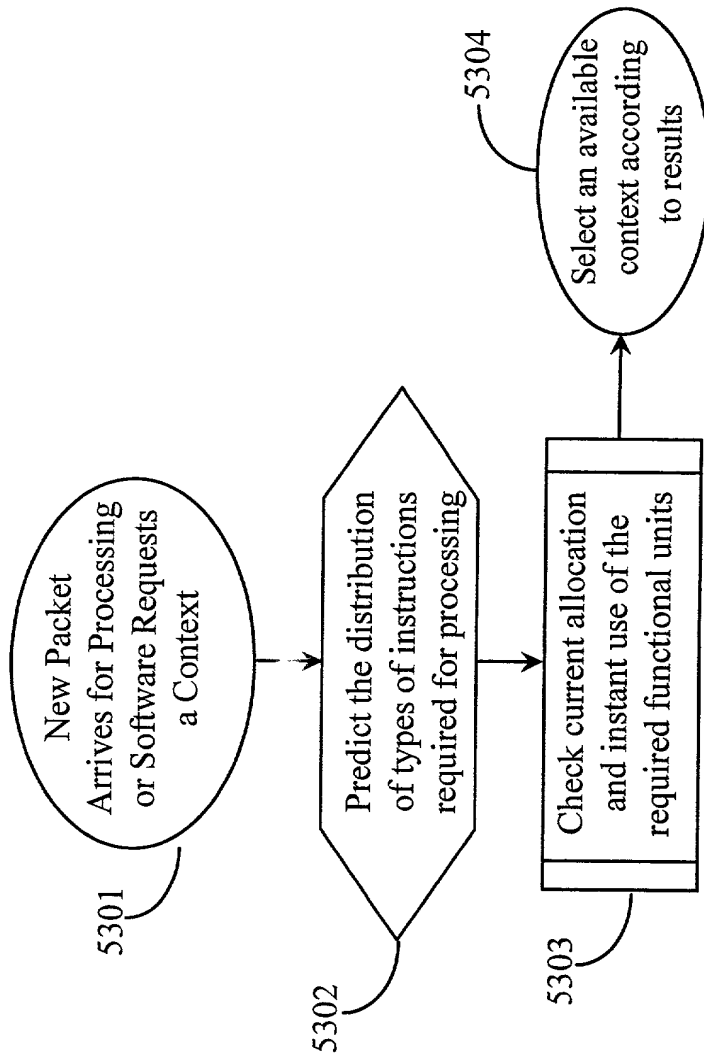 5301
New Packet
Arrives for Processing
or Software Requests
a Context
5302
Predict the distribution
of types of instructions
required for processing
5303
Check current allocation
and instant use of the
required functional units
5304
Select an available
context according
to results